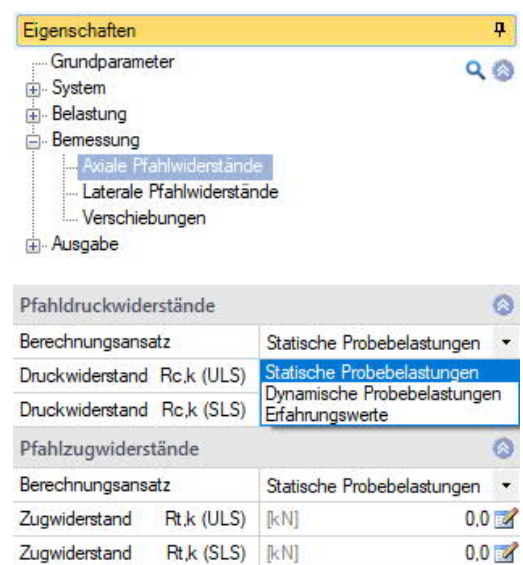 Eigenschaften
Grundparameter
System
Belastung
Bemessung
Axiale Pfahlwiderstände
Laterale Pfahlwiderstände
Verschiebungen
Ausgabe
Pfahldruckwiderstände
Berechnungsansatz Statische Probebelastungen
Druckwiderstand Rc,k (ULS) Statische Probebelastungen
Dynamische Probebelastungen
Druckwiderstand Rc,k (SLS) Erfahrungswerte
Pfahlzugwiderstände
Berechnungsansatz Statische Probebelastungen
Zugwiderstand Rt,k (ULS) [kN] 0,0
Zugwiderstand Rt,k (SLS) [kN] 0,0